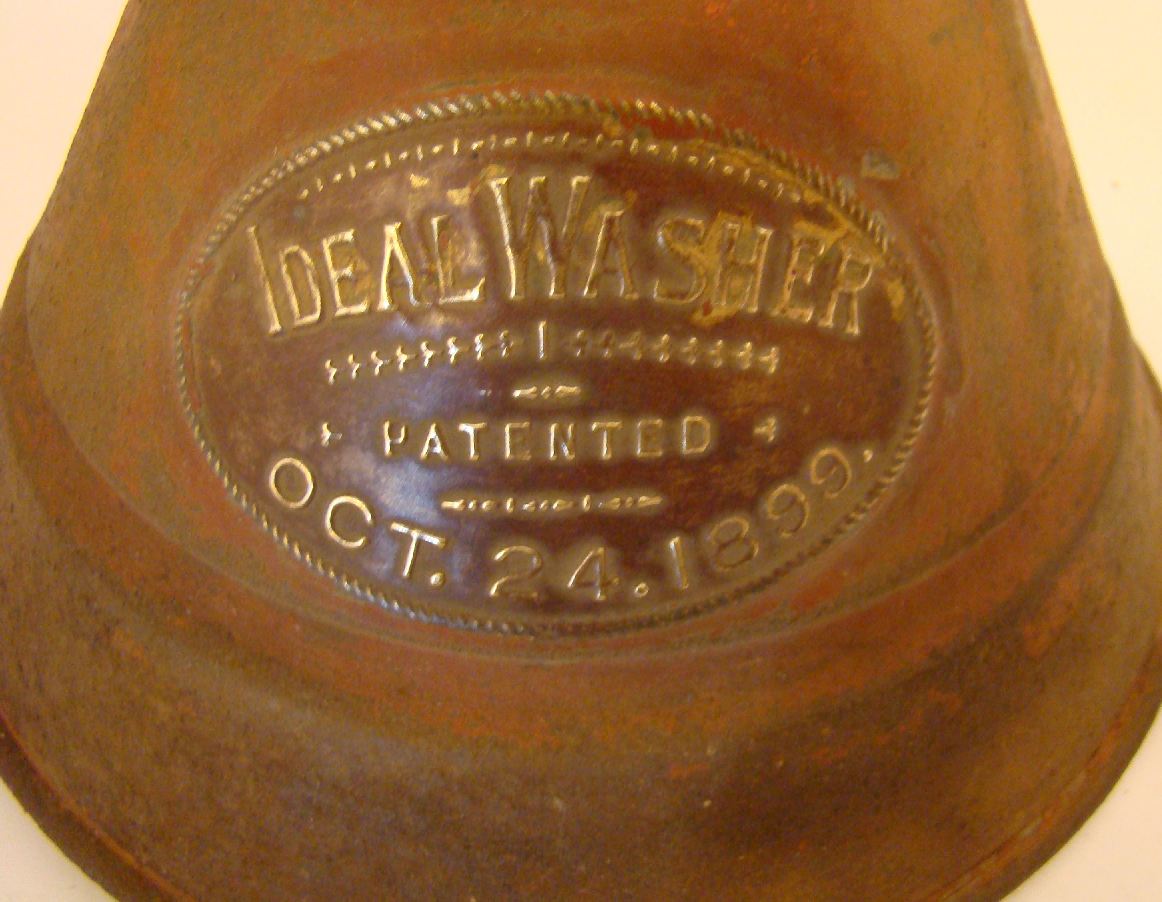 IDEAL WASHER
PATENTED
OCT. 24. 1899.